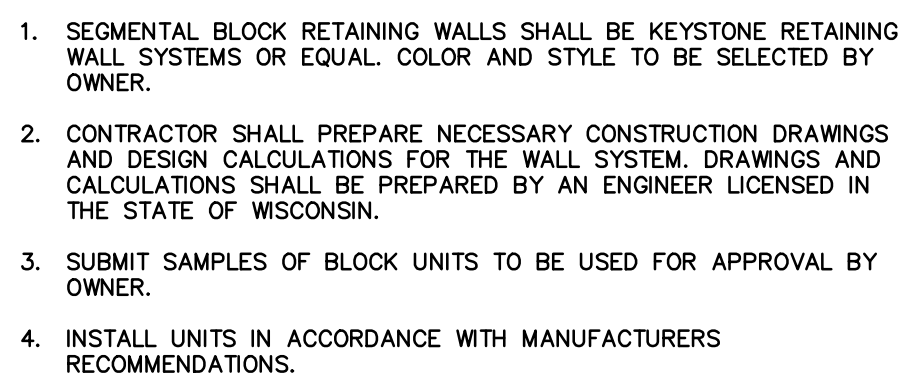 1. SEGMENTAL BLOCK RETAINING WALLS SHALL BE KEYSTONE RETAINING
WALL SYSTEMS OR EQUAL. COLOR AND STYLE TO BE SELECTED BY
OWNER.
2. CONTRACTOR SHALL PREPARE NECESSARY CONSTRUCTION DRAWINGS
AND DESIGN CALCULATIONS FOR THE WALL SYSTEM. DRAWINGS AND
CALCULATIONS SHALL BE PREPARED BY AN ENGINEER LICENSED IN
THE STATE OF WISCONSIN.
3. SUBMIT SAMPLES OF BLOCK UNITS TO BE USED FOR APPROVAL BY
OWNER.
4. INSTALL UNITS IN ACCORDANCE WITH MANUFACTURERS
RECOMMENDATIONS.